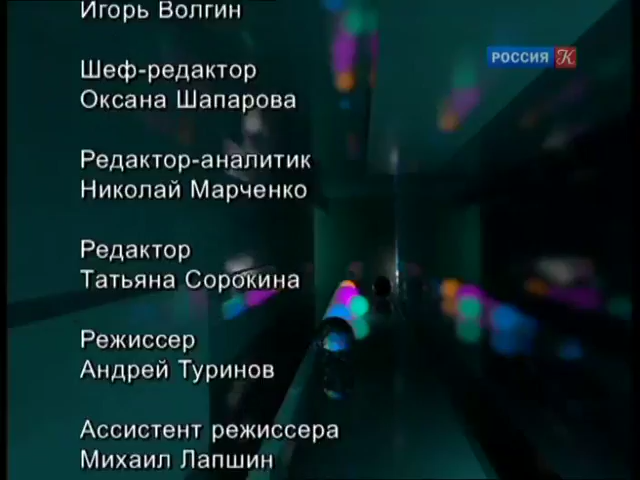 Игорь Волгин
РОССИЯ К
Шеф-редактор
Оксана Шапарова
Редактор-аналитик
Николай Марченко
Редактор
Татьяна Сорокина
Режиссер
Андрей Туринов
Ассистент режиссера
Михаил Лапшин